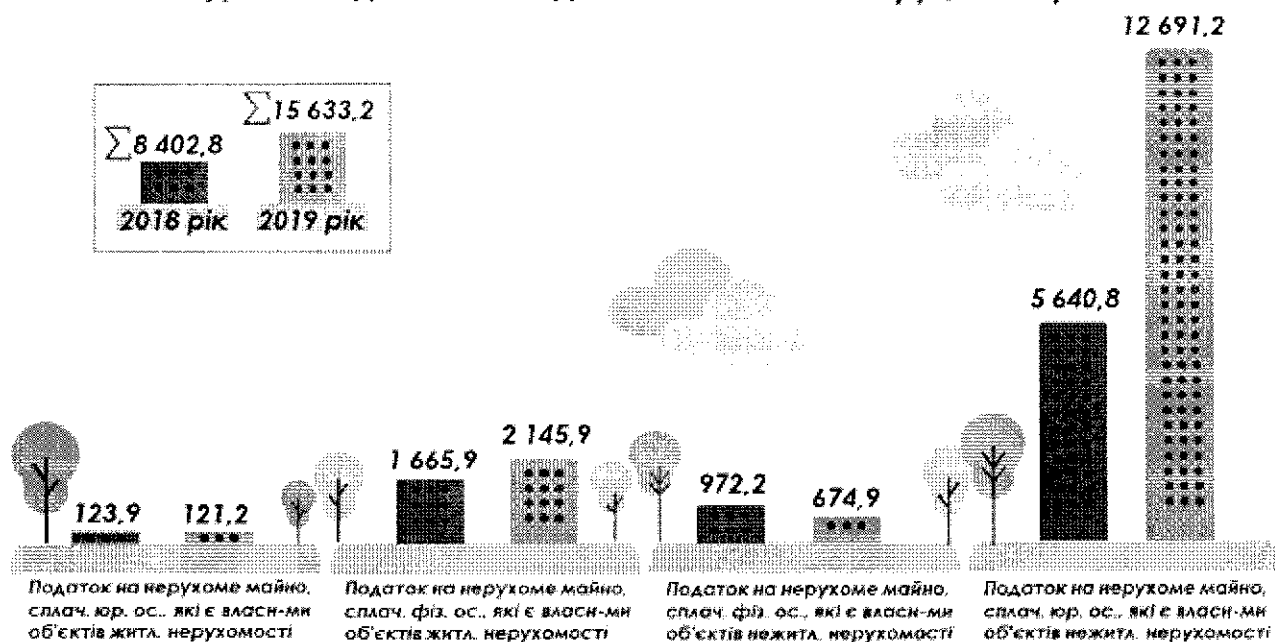 12 691,2
∑15 633,2
∑8 402,8
2018 рік 2019 рік
5 640,8
2 145,9
1 665,9
972,2 674,9
123,9 121,2
Податок на нерухоме майно,
сплач. юр. ос., які є власн-ми
об'єктів житл. нерухомості
Податок на нерухоме майно,
сплач. фіз. ос., які є власн-ми
об'єктів житл. нерухомості
Податок на нерухоме майно,
сплач. фіз. ос., які є власн-ми
об'єктів нежитл. нерухомості
Податок на нерухоме майно,
сплач. юр. ос., які є власн-ми
об'єктів нежитл. нерухомості